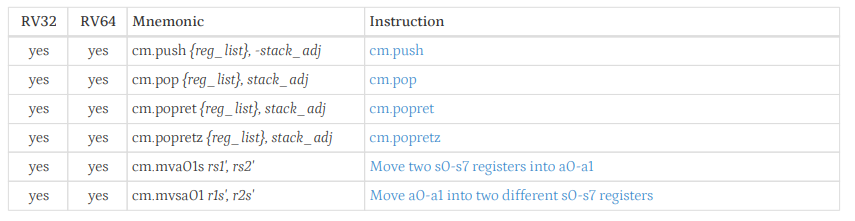 RV32 RV64 Mnemonic Instruction
yes yes cm.push {reg_list}, -stack_adj cm.push
yes yes cm.pop {reg_list}, stack_adj cm.pop
yes yes cm.popret {reg_list}, stack_adj cm.popret
yes yes cm.popretz {reg_list}, stack_adj cm.popretz
yes yes cm.mva01s rs1', rs2' Move two s0-s7 registers into a0-a1
yes yes cm.mvsa01 r1s', r2s' Move a0-a1 into two different s0-s7 registers